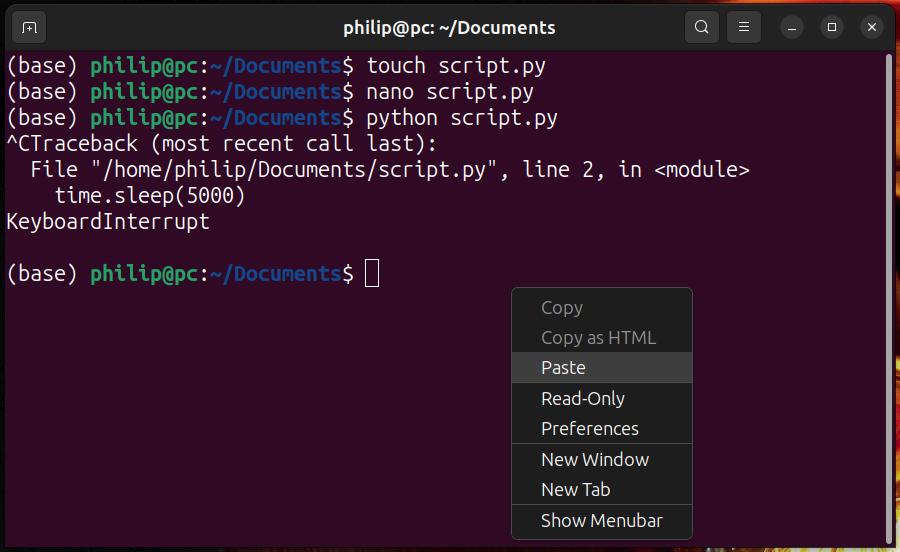 philip@pc: ~/Documents
(base) philip@pc:~/Documents$ touch script.py
(base) philip@pc:~/Documents$ nano script.py
(base) philip@pc:~/Documents$ python script.py
^CTraceback (most recent call last):
  File "/home/philip/Documents/script.py", line 2, in <module>
    time.sleep(5000)
KeyboardInterrupt
(base) philip@pc:~/Documents$
Copy
Copy as HTML
Paste
Read-Only
Preferences
New Window
New Tab
Show Menubar